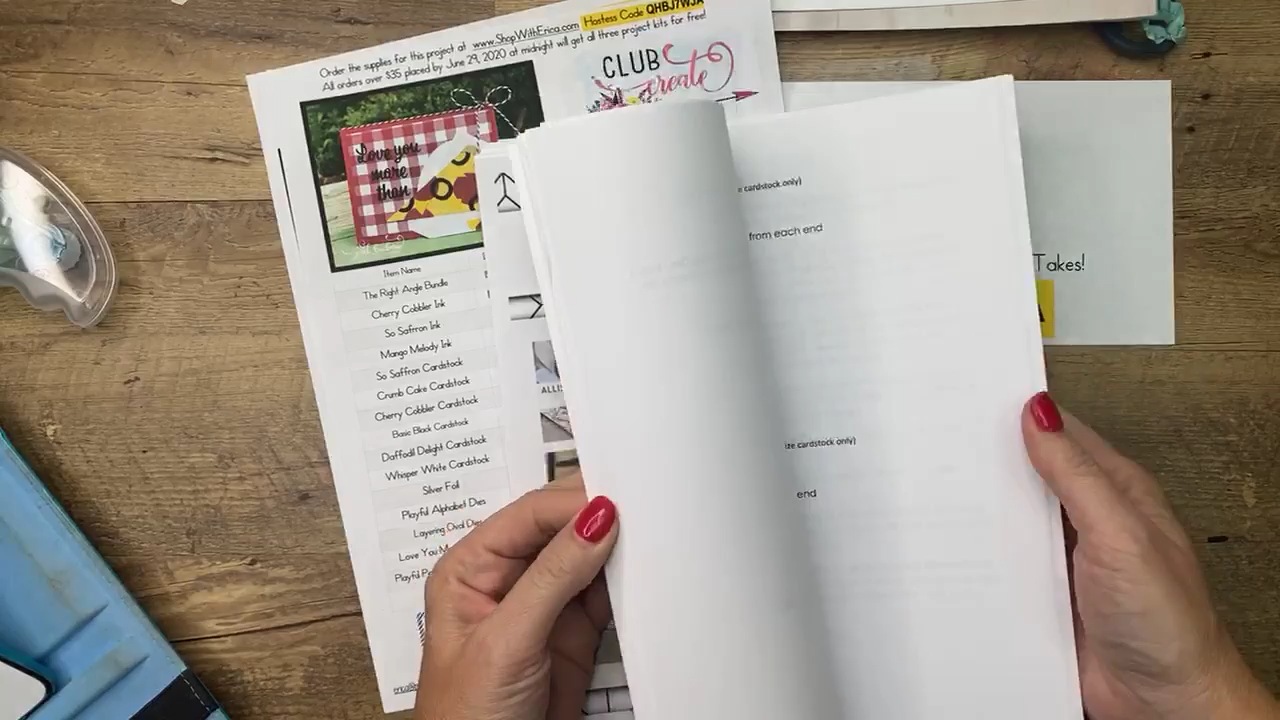 Order the supplies for this project at www.ShopWithErica.com Hostess Code QHBJ7WJA
All orders over $35 placed by June 29, 2020 at midnight will get all three project kits for free!
CLUB
create
Love you
more
than
Item Name
The Right Angle Bundle
Cherry Cobbler Ink
So Saffron Ink
Mango Melody Ink
So Saffron Cardstock
Crumb Cake Cardstock
Cherry Cobbler Cardstock
Basic Black Cardstock
Daffodil Delight Cardstock
Whisper White Cardstock
Silver Foil
Playful Alphabet Dies
Layering Oval Dies
Love You
Playful
ALLIS
cardstock only)
from each end
ize cardstock only)
end
Takes!